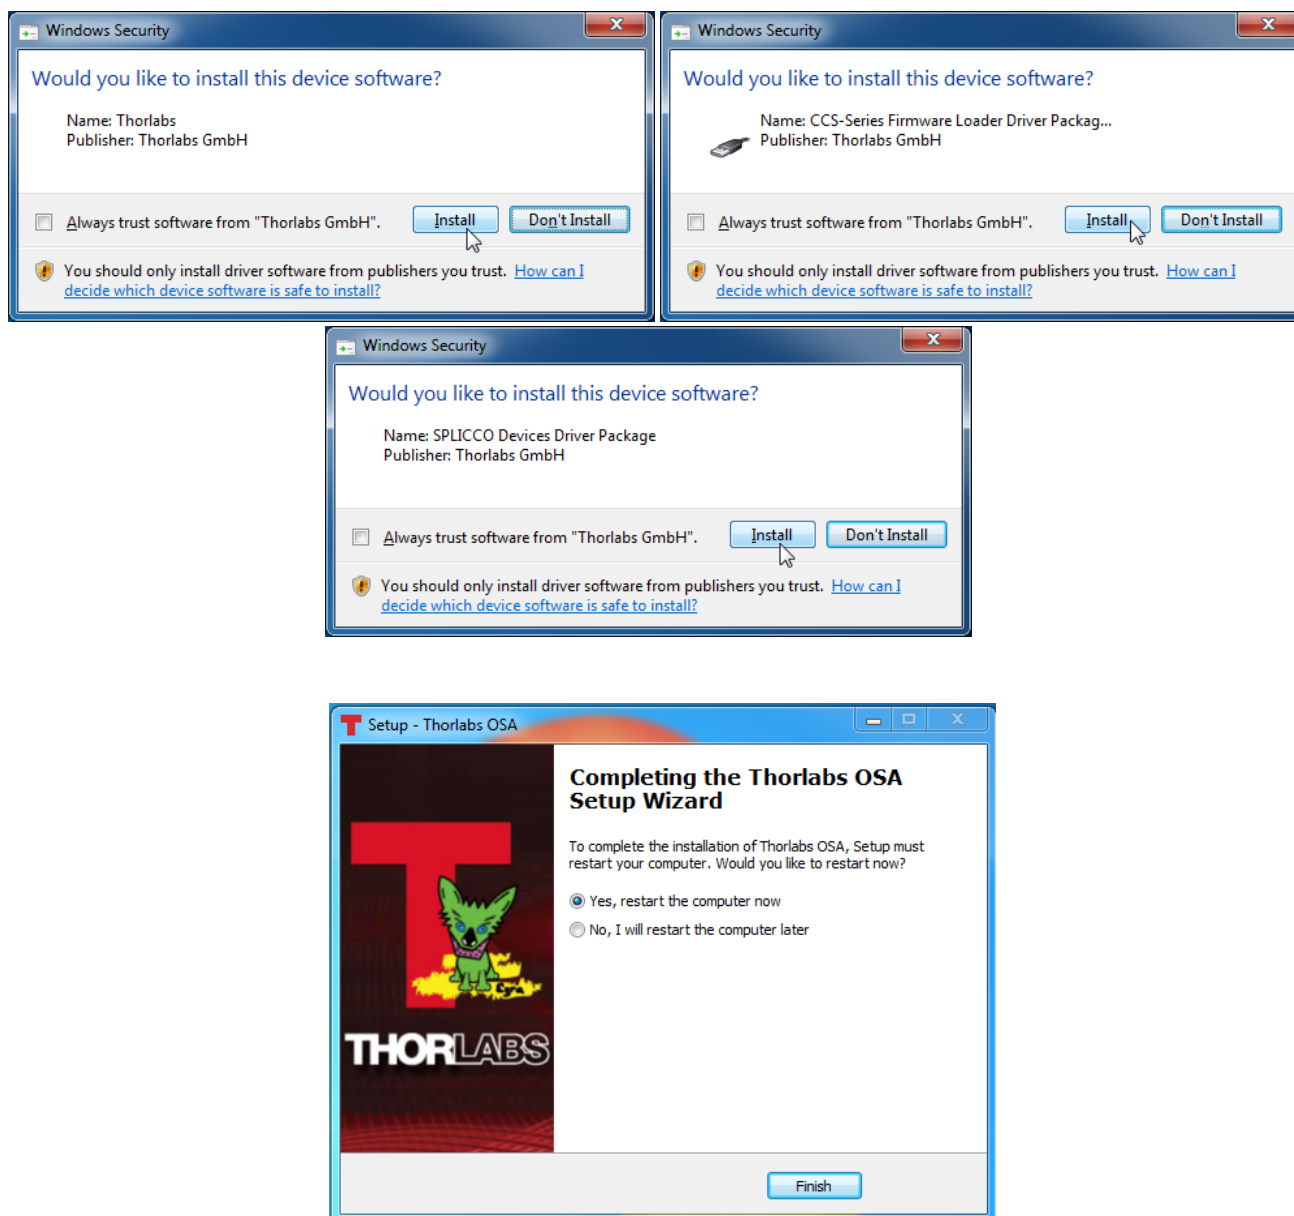 Windows Security
Would you like to install this device software?
Name: Thorlabs
Publisher: Thorlabs GmbH
Always trust software from "Thorlabs GmbH".
Install
Don't Install
You should only install driver software from publishers you trust. How can I
decide which device software is safe to install?
Windows Security
Would you like to install this device software?
Name: CCS-Series Firmware Loader Driver Packag...
Publisher: Thorlabs GmbH
Always trust software from "Thorlabs GmbH".
Install
Don't Install
You should only install driver software from publishers you trust. How can I
decide which device software is safe to install?
Windows Security
Would you like to install this device software?
Name: SPLICCO Devices Driver Package
Publisher: Thorlabs GmbH
Always trust software from "Thorlabs GmbH".
Install
Don't Install
You should only install driver software from publishers you trust. How can I
decide which device software is safe to install?
Setup - Thorlabs OSA
Completing the Thorlabs OSA
Setup Wizard
To complete the installation of Thorlabs OSA, Setup must
restart your computer. Would you like to restart now?
Yes, restart the computer now
No, I will restart the computer later
Cyra
THORLABS
Finish